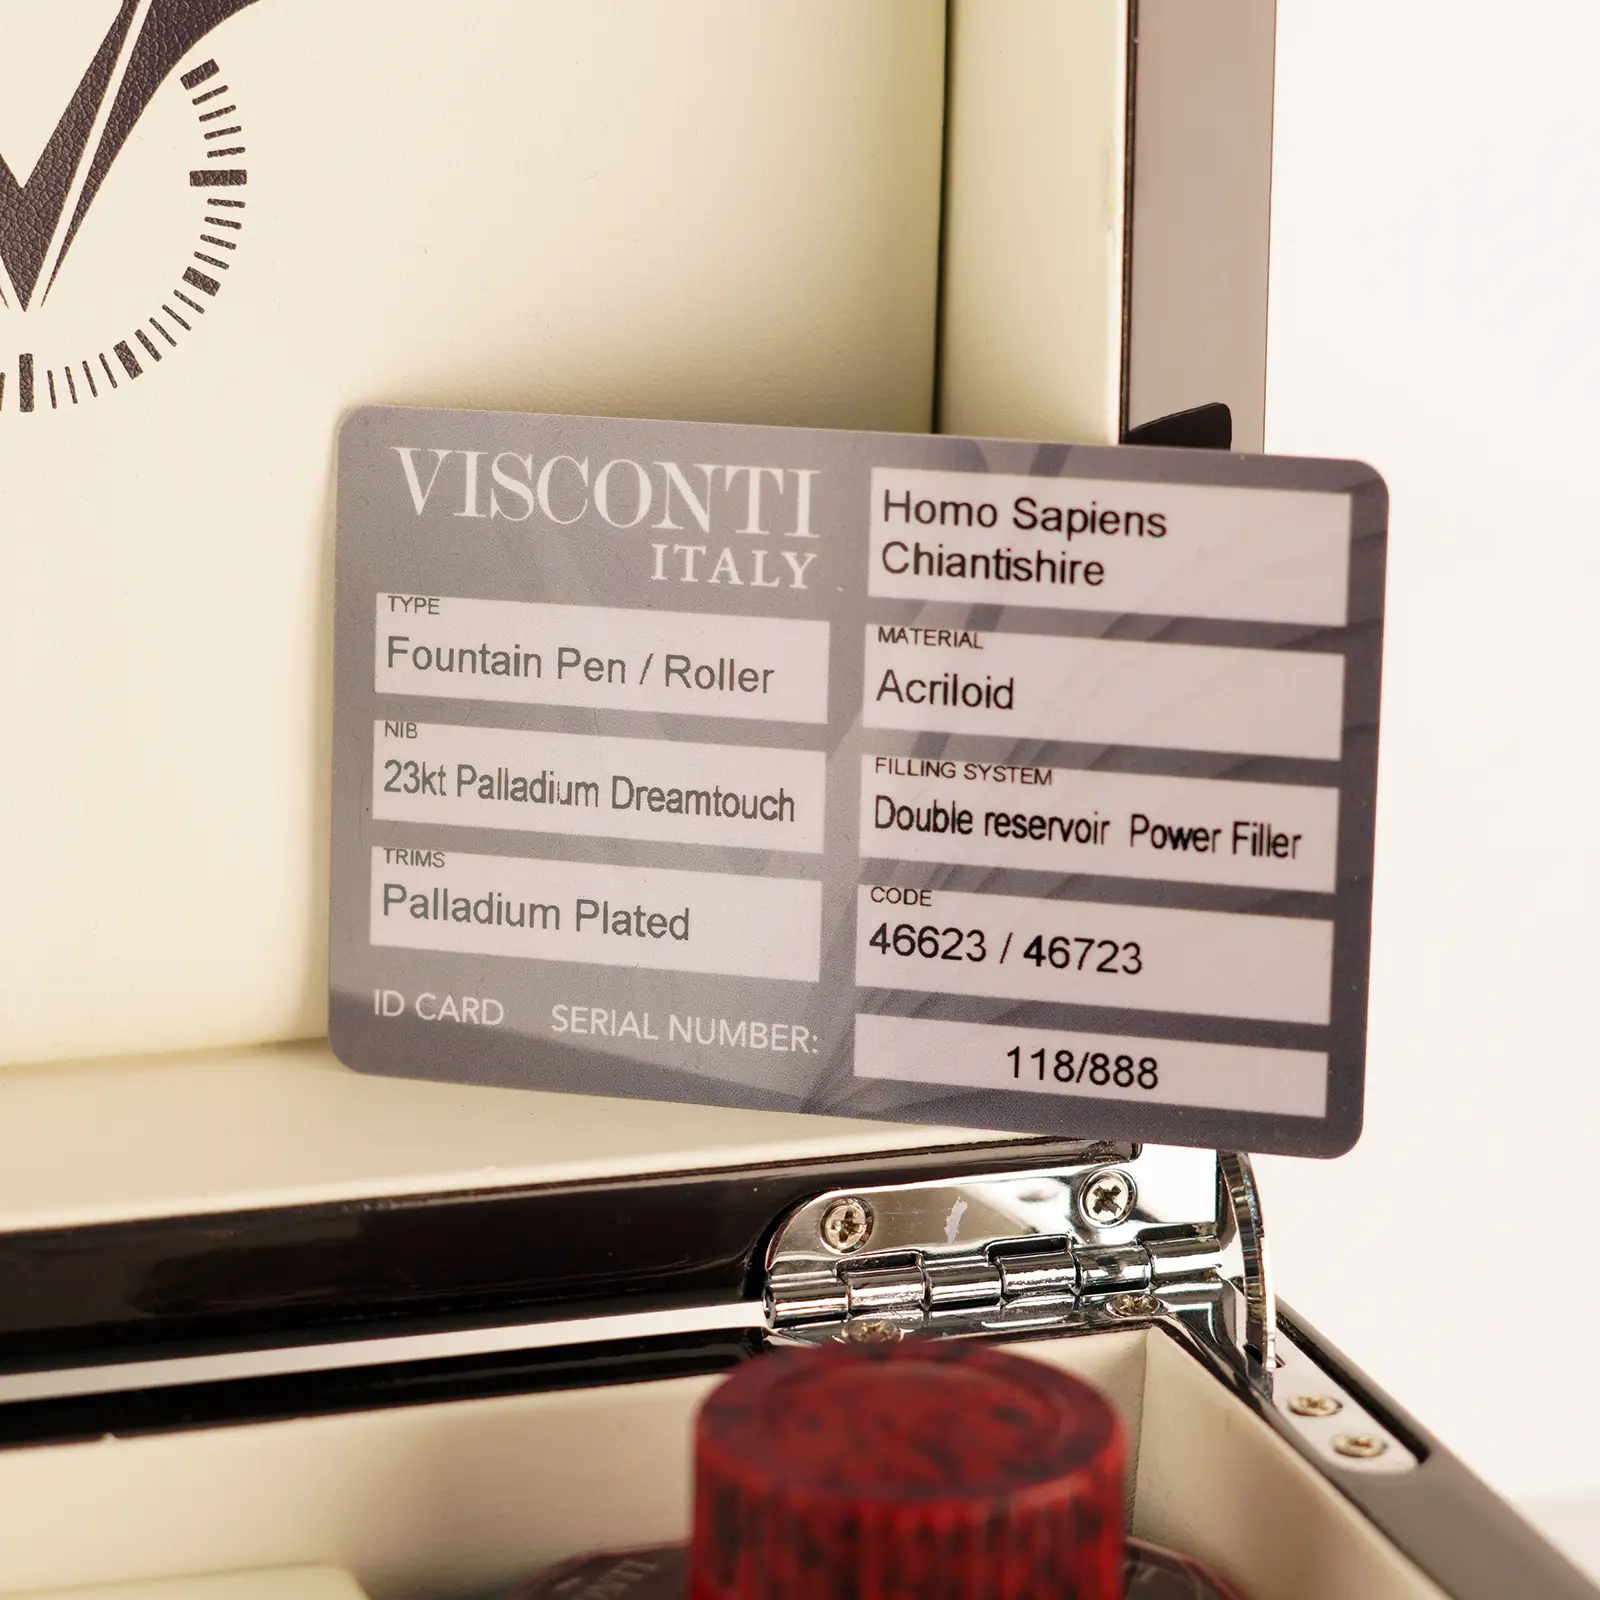 VISCONTI
ITALY
Homo Sapiens
Chiantishire
TYPE
Fountain Pen / Roller
MATERIAL
Acriloid
NIB
23kt Palladium Dreamtouch
FILLING SYSTEM
Double reservoir Power Filler
TRIMS
Palladium Plated
CODE
46623 / 46723
ID CARD SERIAL NUMBER:
118/888